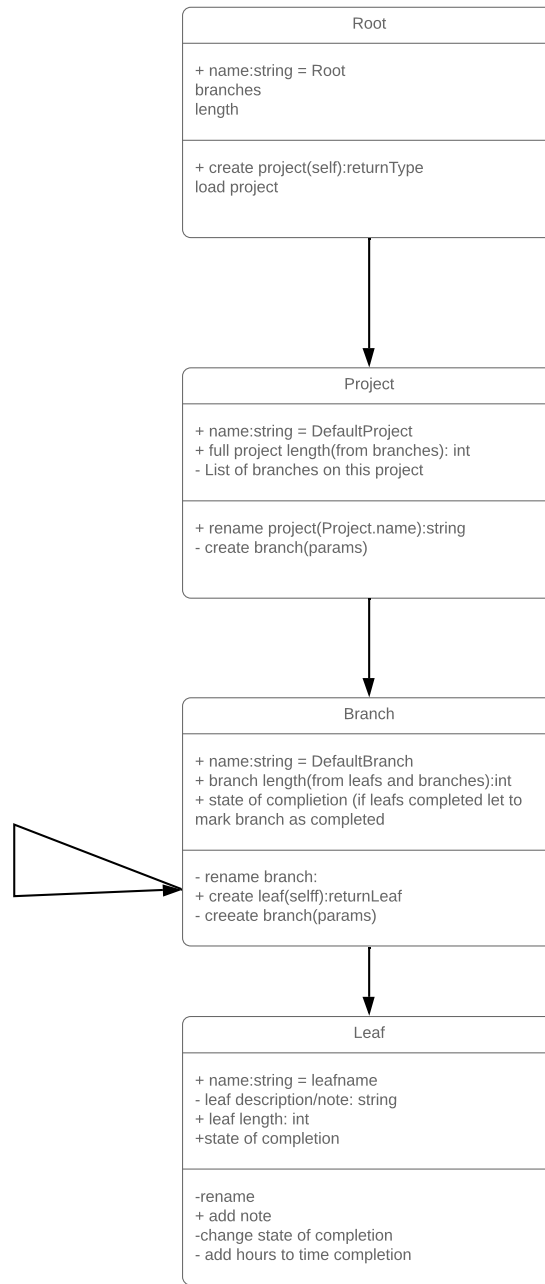 Root
+ name:string = Root
branches
length
+ create project(self):returnType
load project
Project
+ name:string = DefaultProject
+ full project length(from branches): int
- List of branches on this project
+ rename project(Project.name):string
- create branch(params)
Branch
+ name:string = DefaultBranch
+ branch length(from leafs and branches):int
+ state of complietion (if leafs completed let to
mark branch as completed
- rename branch:
+ create leaf(selff):returnLeaf
- creeate branch(params)
Leaf
+ name:string = leafname
- leaf description/note: string
+ leaf length: int
+state of completion
-rename
+ add note
-change state of completion
- add hours to time completion